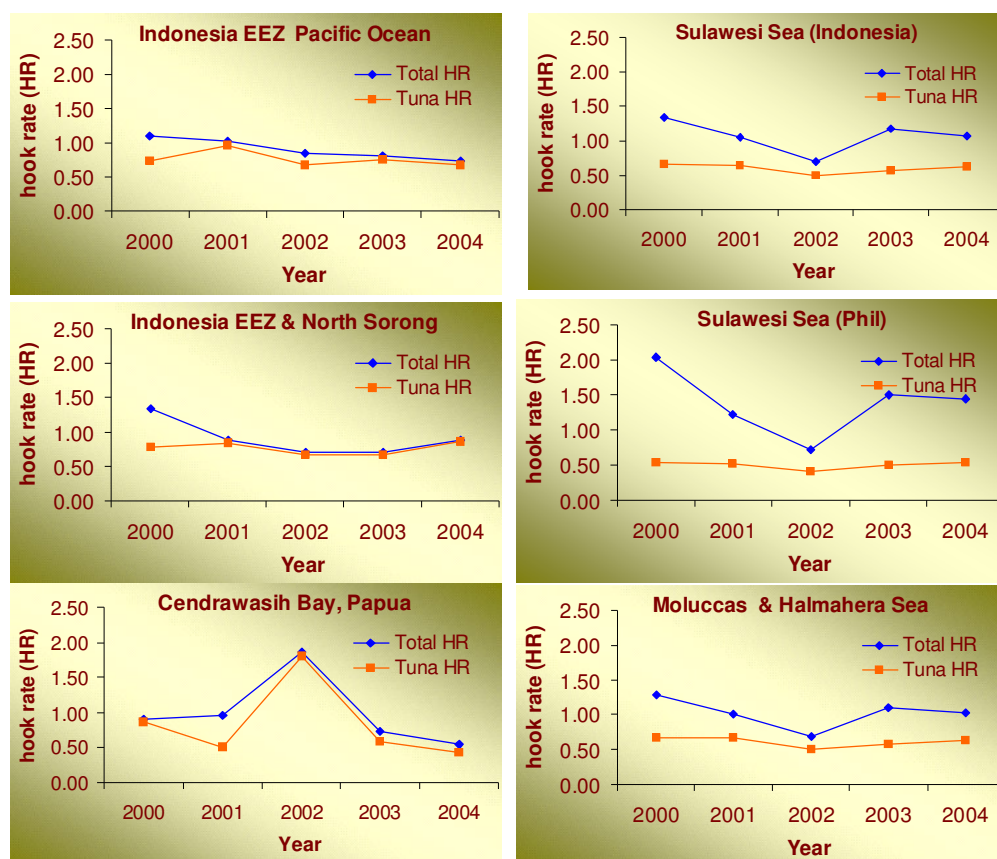 Indonesia EEZ Pacific Ocean
hook rate (HR)
2.50
2.00
1.50
1.00
0.50
0.00
Total HR
Tuna HR
2000 2001 2002 2003 2004
Year
Sulawesi Sea (Indonesia)
hook rate (HR)
2.50
2.00
1.50
1.00
0.50
0.00
Total HR
Tuna HR
2000 2001 2002 2003 2004
Year
Indonesia EEZ & North Sorong
hook rate (HR)
2.50
2.00
1.50
1.00
0.50
0.00
Total HR
Tuna HR
2000 2001 2002 2003 2004
Year
Sulawesi Sea (Phil)
hook rate (HR)
2.50
2.00
1.50
1.00
0.50
0.00
Total HR
Tuna HR
2000 2001 2002 2003 2004
Year
Cendrawasih Bay, Papua
hook rate (HR)
2.50
2.00
1.50
1.00
0.50
0.00
Total HR
Tuna HR
2000 2001 2002 2003 2004
Year
Moluccas & Halmahera Sea
hook rate (HR)
2.50
2.00
1.50
1.00
0.50
0.00
Total HR
Tuna HR
2000 2001 2002 2003 2004
Year